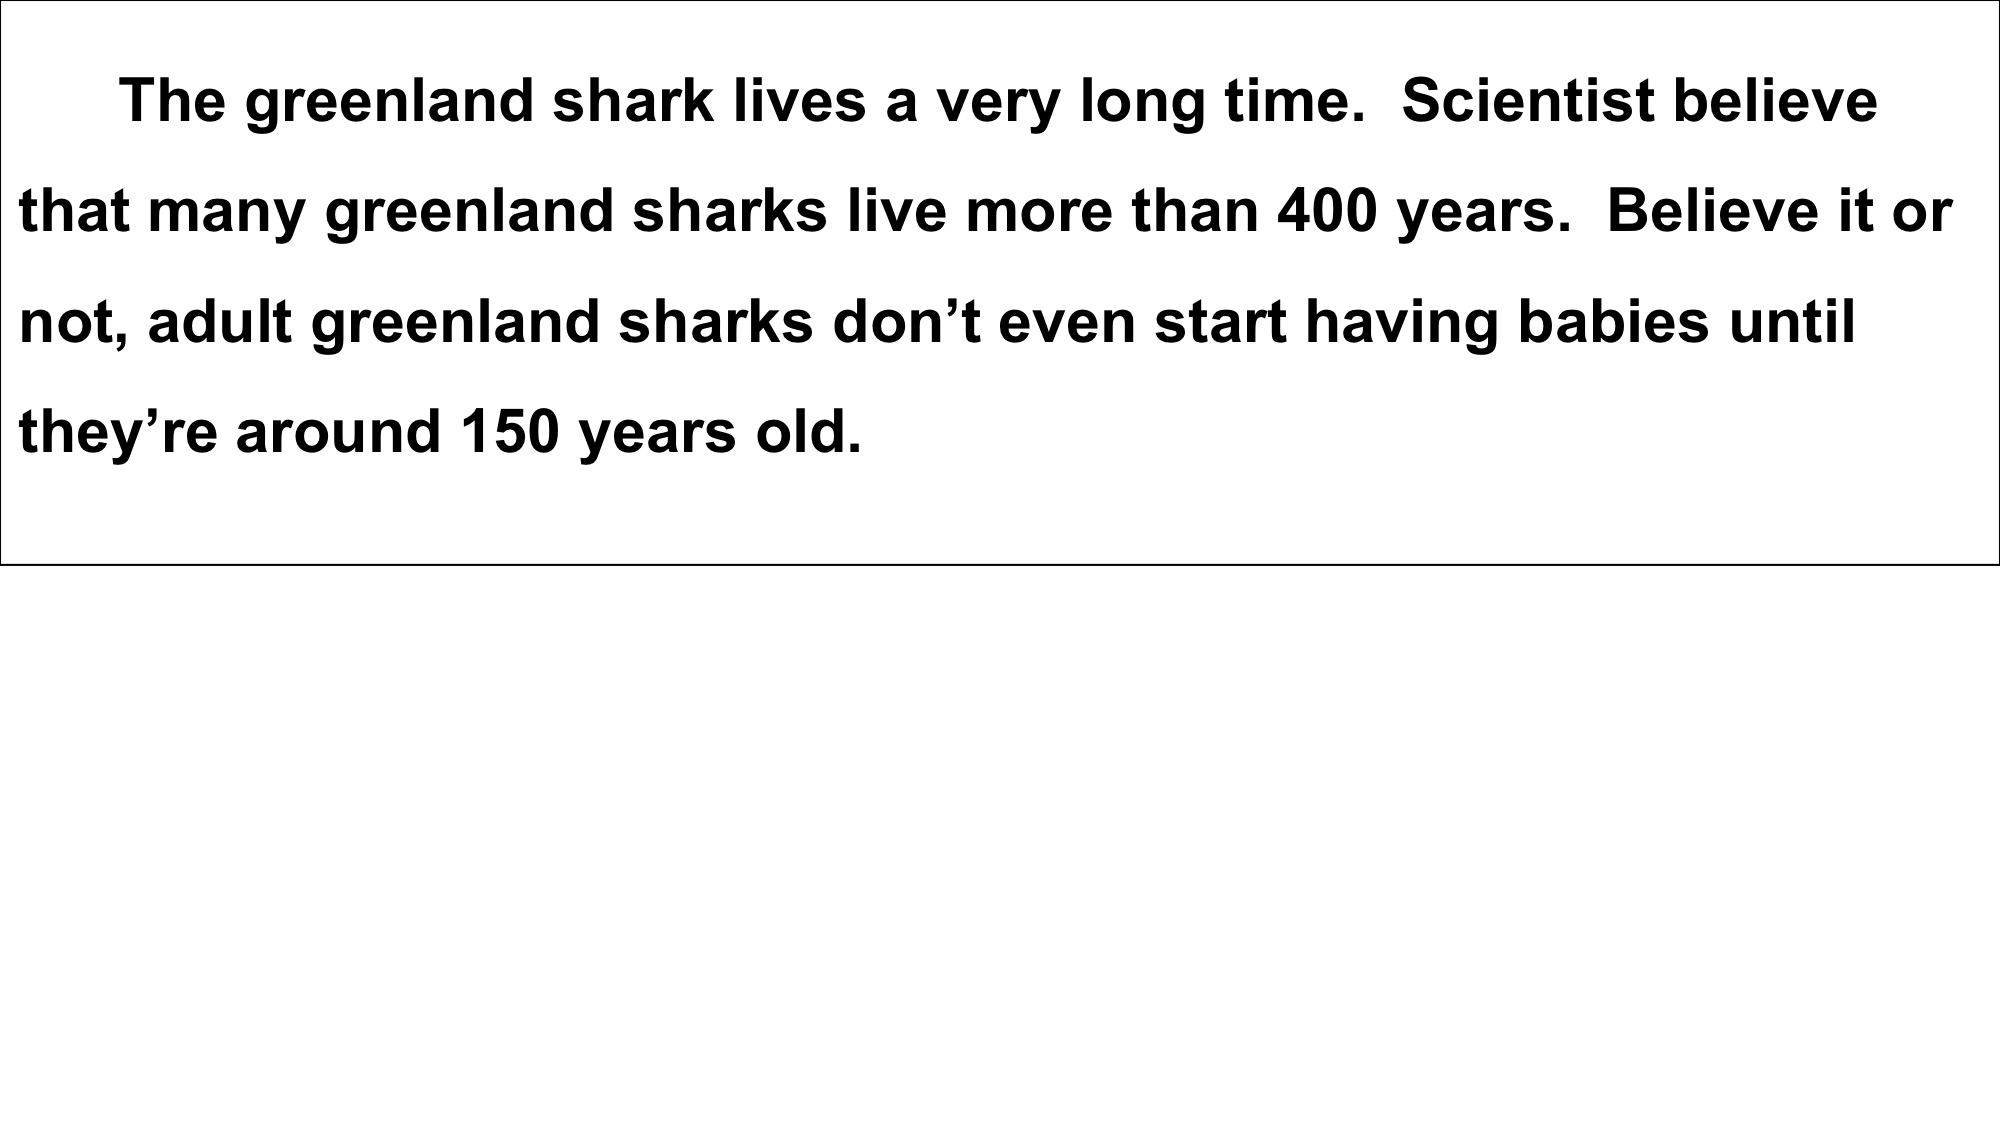 The greenland shark lives a very long time.  Scientist believe
that many greenland sharks live more than 400 years.  Believe it or
not, adult greenland sharks don’t even start having babies until
they’re around 150 years old.